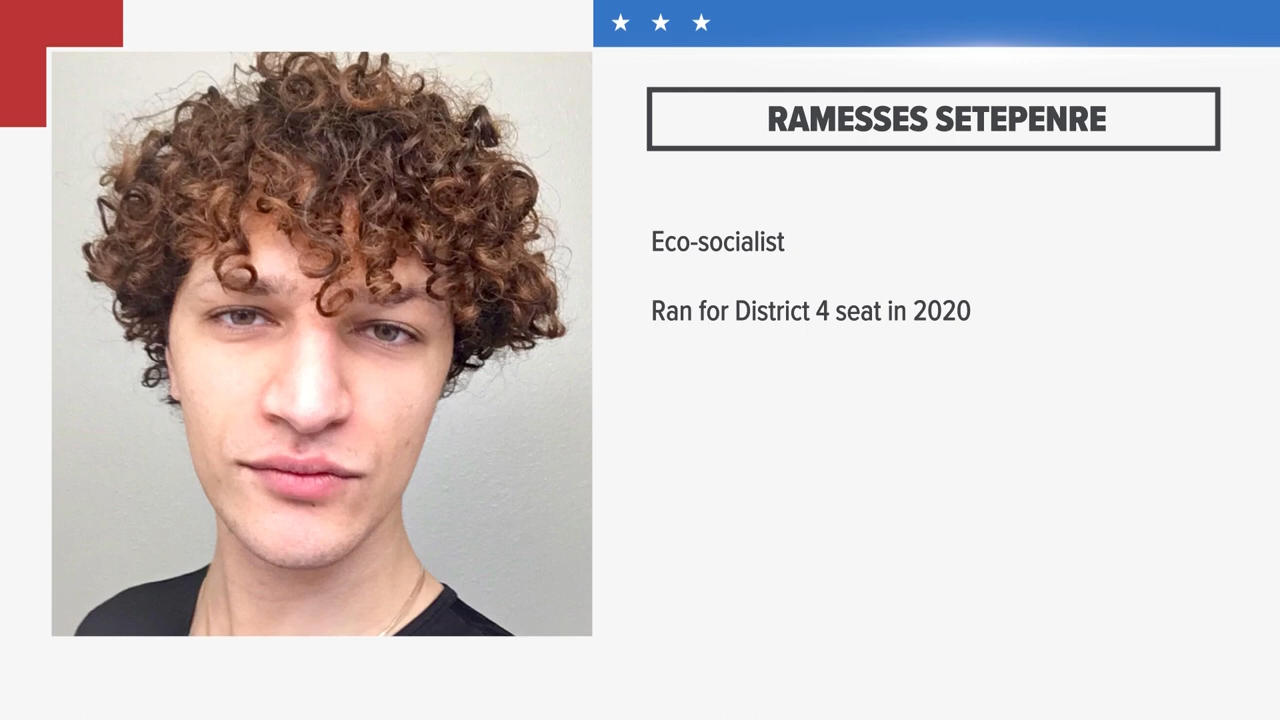 RAMESSES SETEPENRE
Eco-socialist
Ran for District 4 seat in 2020